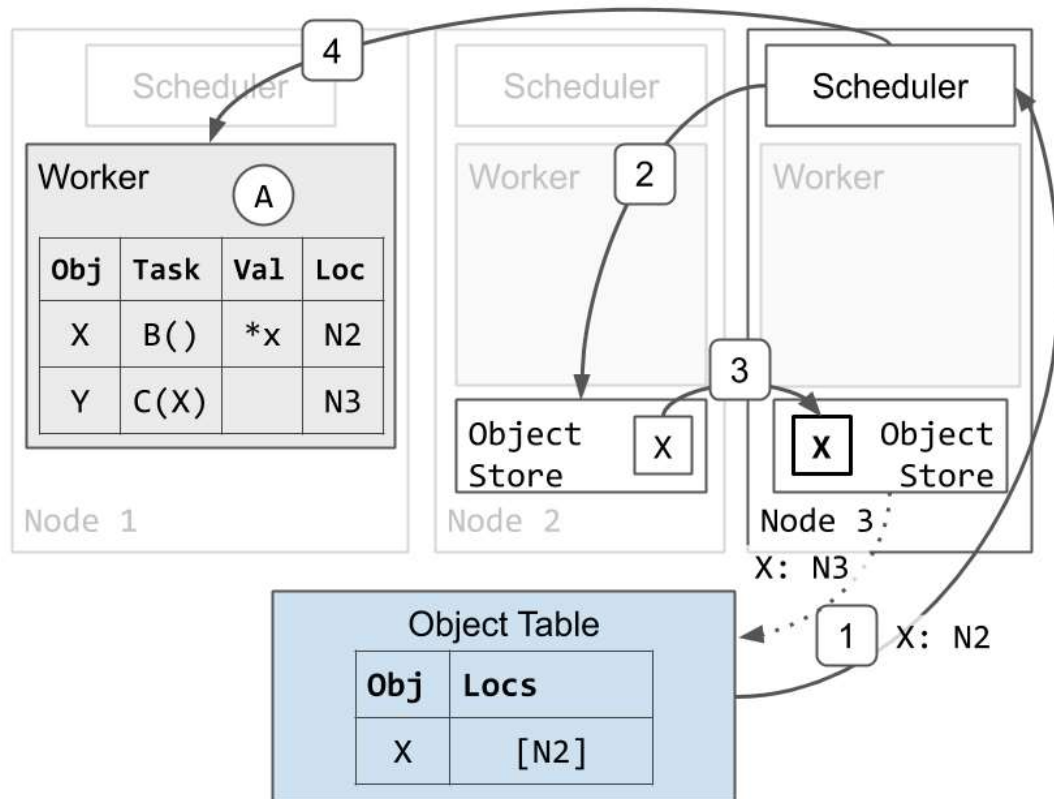 4
Scheduler
Scheduler
Scheduler
Worker
A
Obj Task Val Loc
X B() *x N2
Y C(X) N3
Node 1
Worker
2
Worker
3
Object
Store
X
X
Object
Store
Node 2
Node 3
X: N3
1
X: N2
Object Table
Obj Locs
X [N2]